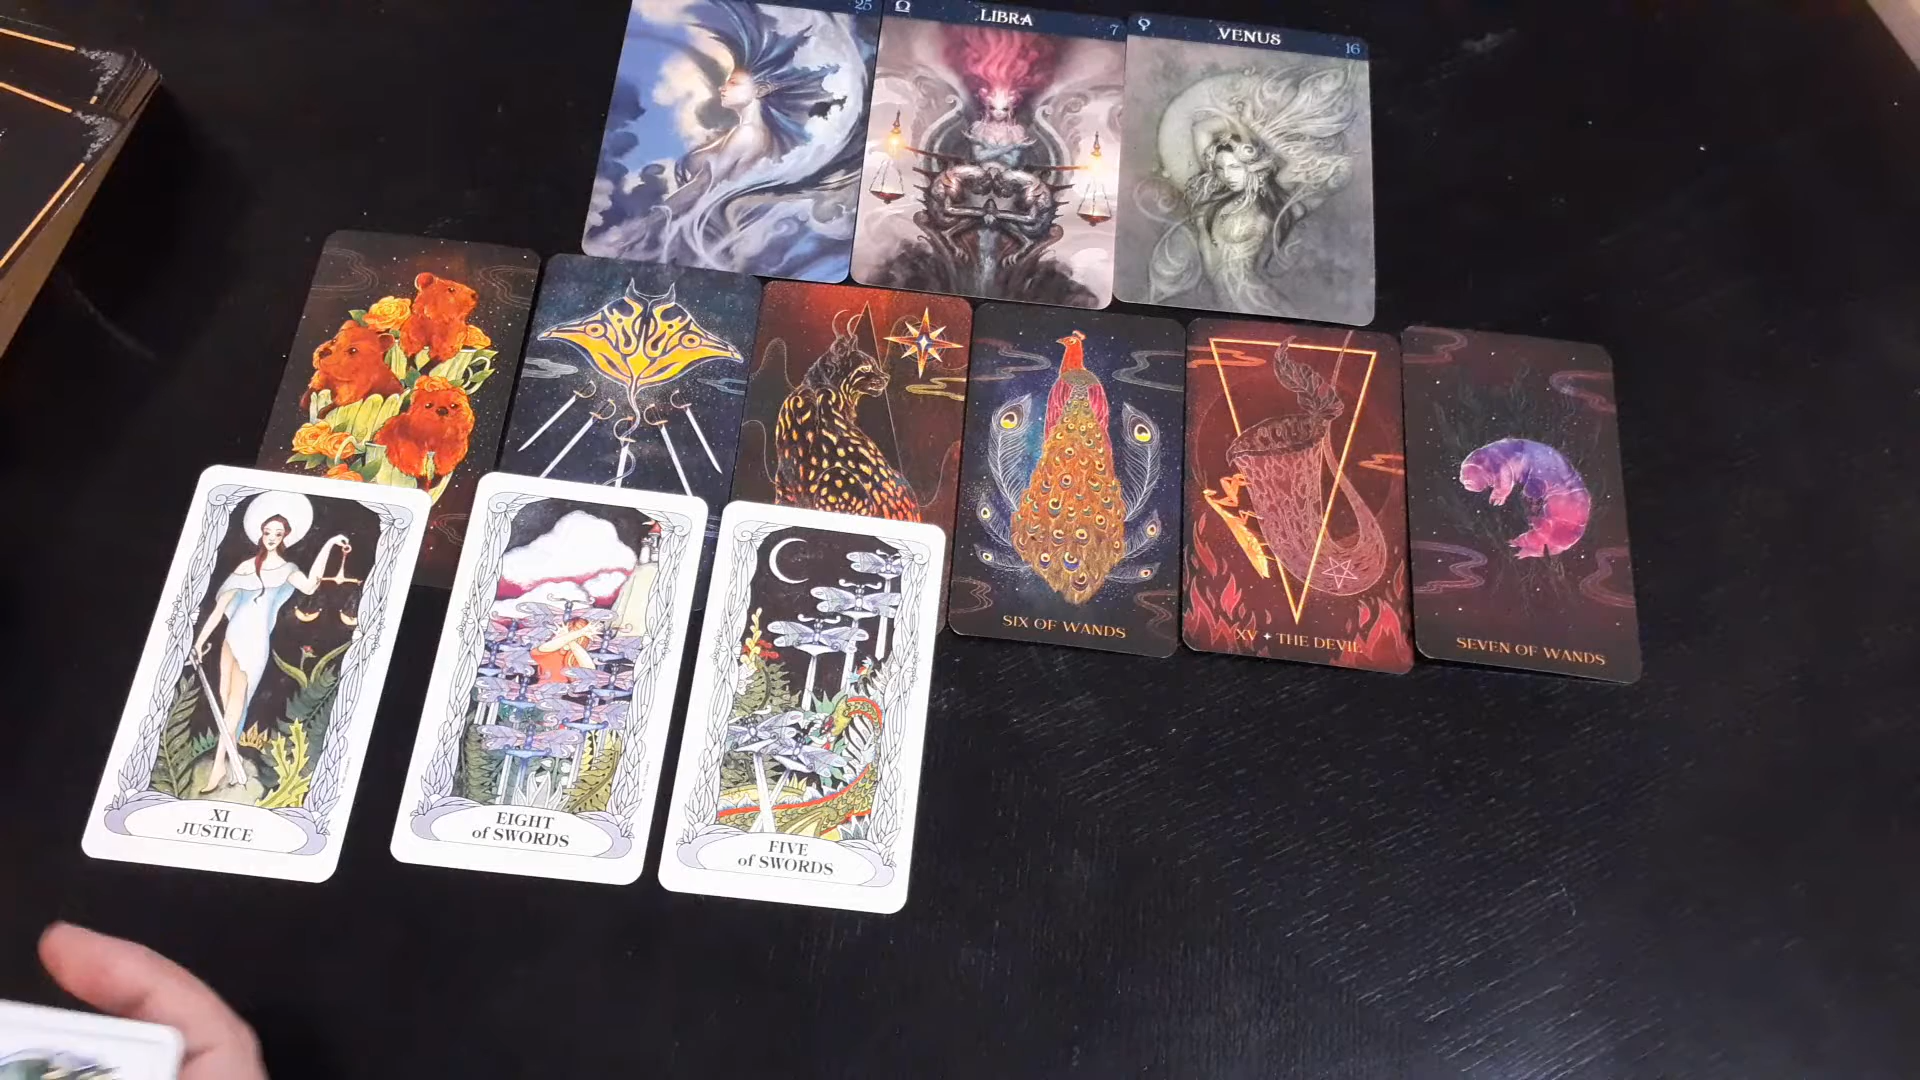 25
♎ LIBRA 7
♀ VENUS 16
SIX OF WANDS
XV ✦ THE DEVIL
SEVEN OF WANDS
XI
JUSTICE
EIGHT
of SWORDS
FIVE
of SWORDS